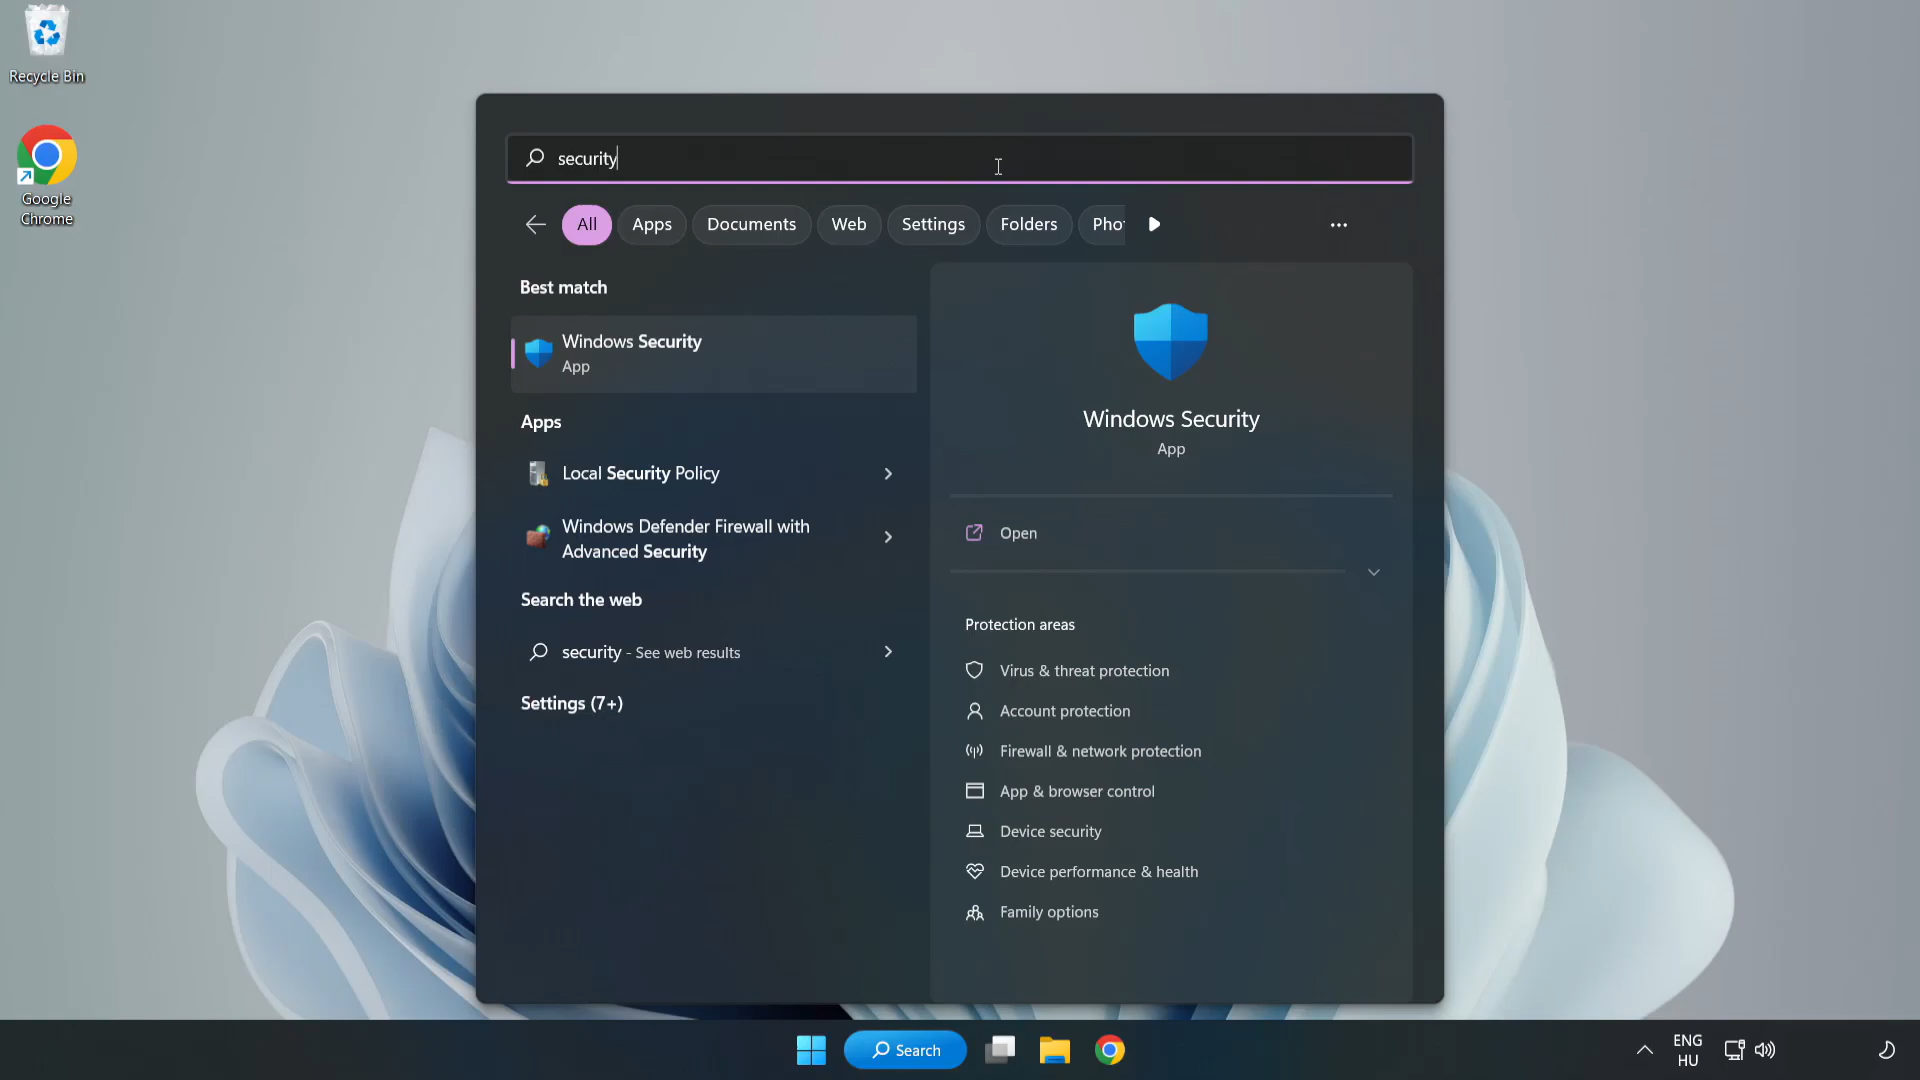 Recycle Bin
Google
Chrome
security
All
Apps
Documents
Web
Settings
Folders
Best match
Windows Security
App
Apps
Local Security Policy
Windows Defender Firewall with
Advanced Security
Search the web
security - See web results
Settings (7+)
Windows Security
App
Open
Protection areas
Virus & threat protection
Account protection
Firewall & network protection
App & browser control
Device security
Device performance & health
Family options
Search
ENG
HU